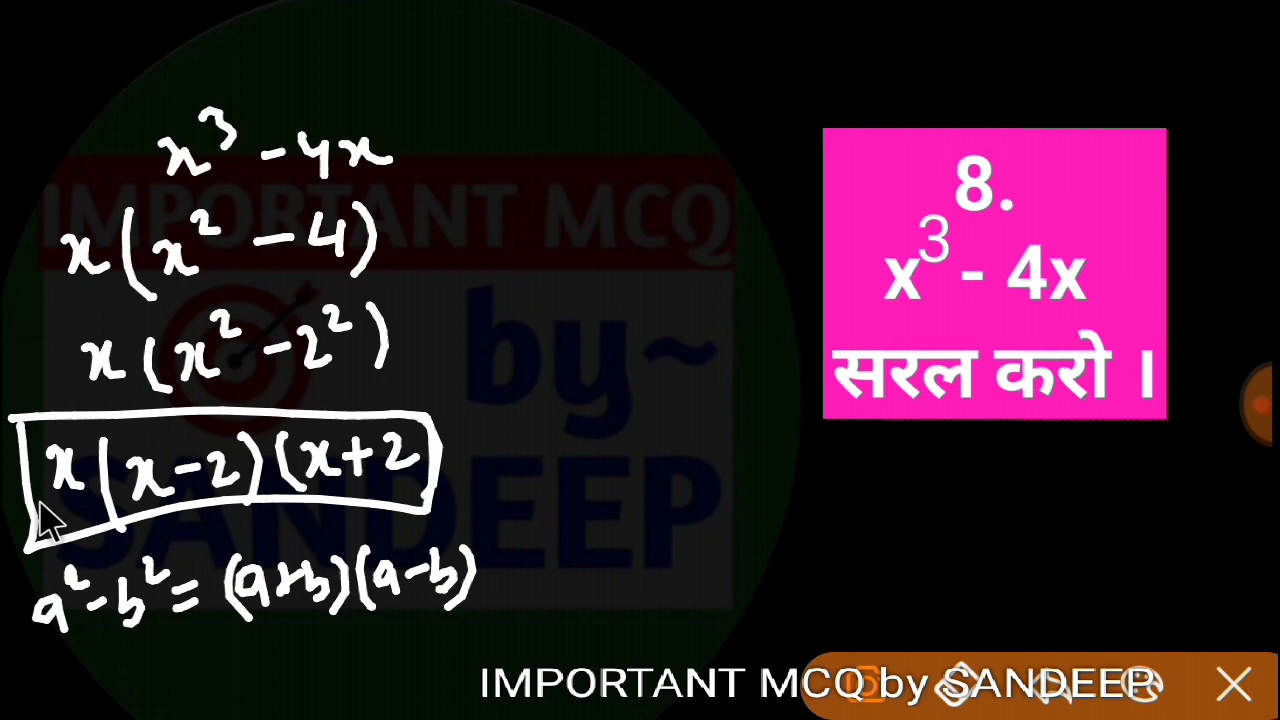 x³ - 4x
x(x² - 4)
x(x² - 2²)
x(x-2)(x+2)
a² - b² = (a+b)(a-b)
8.
x³ - 4x
सरल करो ।
IMPORTANT MCQ
by~
SANDEEP
IMPORTANT MCQ by SANDEEP